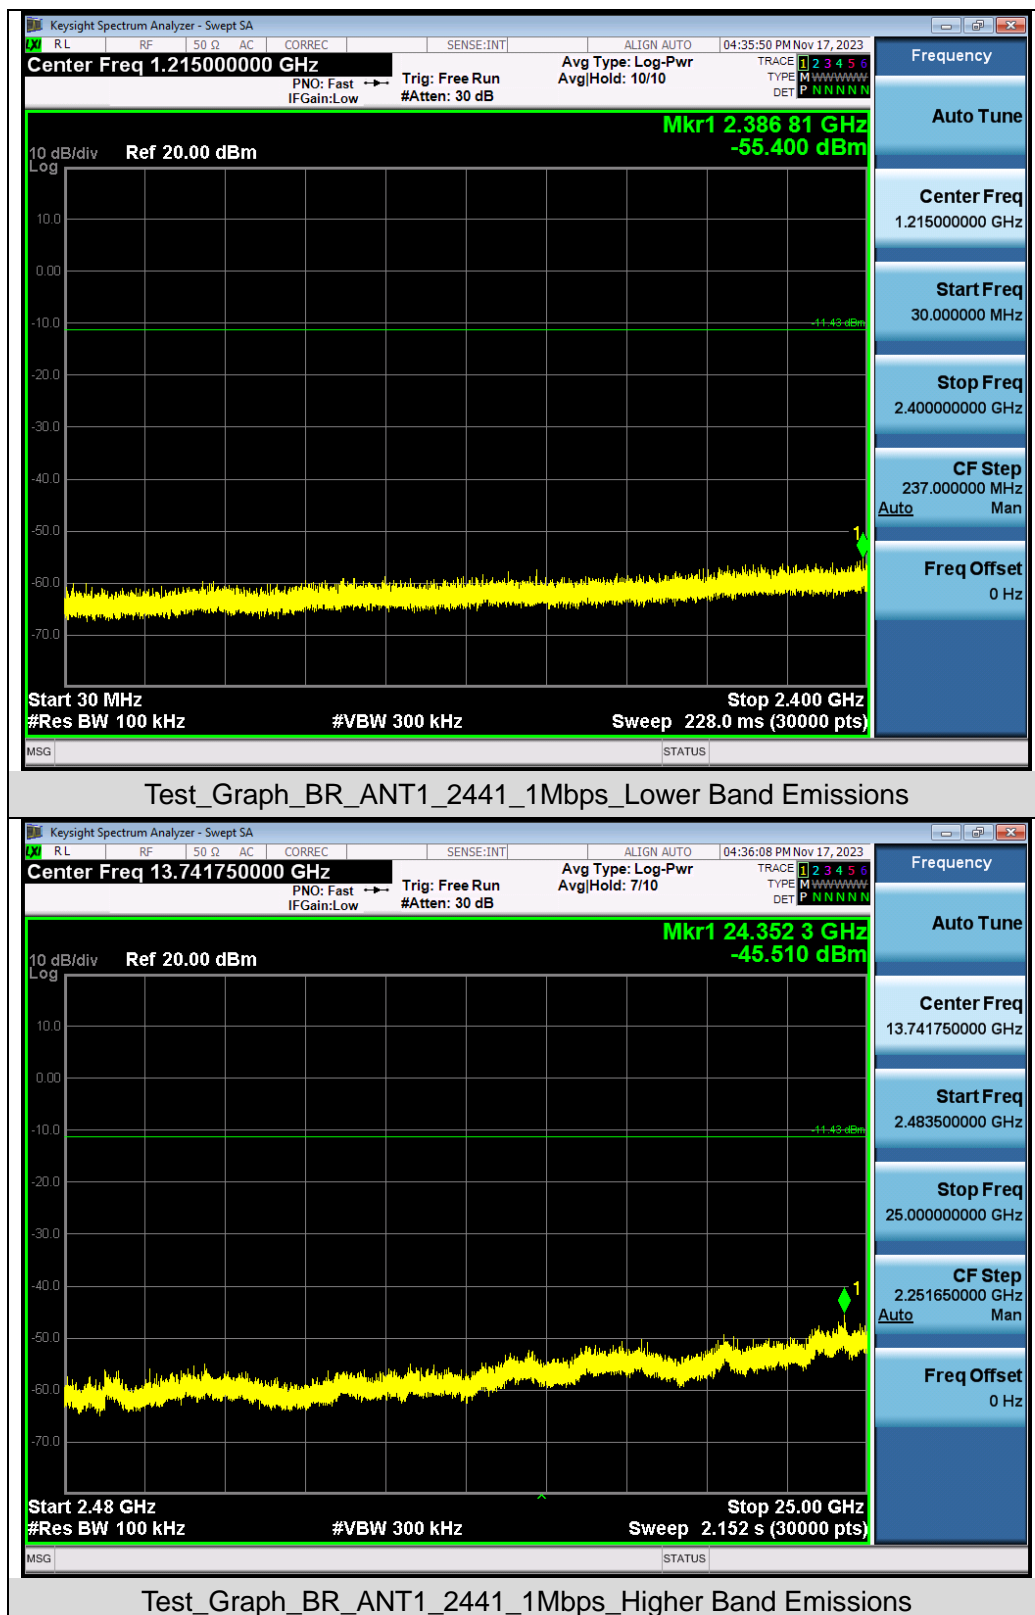 Keysight Spectrum Analyzer - Swept SA
LXI RL RF 50 Ω AC CORREC SENSE:INT ALIGN AUTO 04:35:50 PM Nov 17, 2023
Center Freq 1.215000000 GHz
PNO: Fast
IFGain:Low
Trig: Free Run
#Atten: 30 dB
Avg Type: Log-Pwr
Avg|Hold: 10/10
TRACE 1 2 3 4 5 6
TYPE M WWWWW
DET P N N N N N
Mkr1 2.386 81 GHz
-55.400 dBm
10 dB/div Ref 20.00 dBm
Log
10.0
0.00
-10.0
-11.43 dBm
-20.0
-30.0
-40.0
-50.0
1
-60.0
-70.0
Start 30 MHz Stop 2.400 GHz
#Res BW 100 kHz #VBW 300 kHz Sweep 228.0 ms (30000 pts)
MSG STATUS
Frequency
Auto Tune
Center Freq
1.215000000 GHz
Start Freq
30.000000 MHz
Stop Freq
2.400000000 GHz
CF Step
237.000000 MHz
Auto Man
Freq Offset
0 Hz
Test_Graph_BR_ANT1_2441_1Mbps_Lower Band Emissions
Keysight Spectrum Analyzer - Swept SA
LXI RL RF 50 Ω AC CORREC SENSE:INT ALIGN AUTO 04:36:08 PM Nov 17, 2023
Center Freq 13.741750000 GHz
PNO: Fast
IFGain:Low
Trig: Free Run
#Atten: 30 dB
Avg Type: Log-Pwr
Avg|Hold: 7/10
TRACE 1 2 3 4 5 6
TYPE M WWWWW
DET P N N N N N
Mkr1 24.352 3 GHz
-45.510 dBm
10 dB/div Ref 20.00 dBm
Log
10.0
0.00
-10.0
-11.43 dBm
-20.0
-30.0
-40.0
1
-50.0
-60.0
-70.0
Start 2.48 GHz Stop 25.00 GHz
#Res BW 100 kHz #VBW 300 kHz Sweep 2.152 s (30000 pts)
MSG STATUS
Frequency
Auto Tune
Center Freq
13.741750000 GHz
Start Freq
2.483500000 GHz
Stop Freq
25.000000000 GHz
CF Step
2.251650000 GHz
Auto Man
Freq Offset
0 Hz
Test_Graph_BR_ANT1_2441_1Mbps_Higher Band Emissions